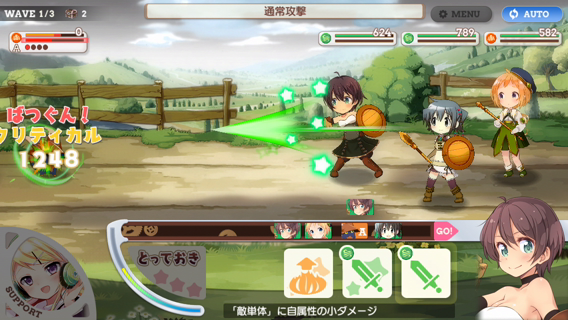 WAVE 1/3
2
通常攻撃
MENU
AUTO
0
A
624
789
582
ばつぐん！
クリティカル
1248
GO!
とっておき
SUPPORT
「敵単体」に自属性の小ダメージ